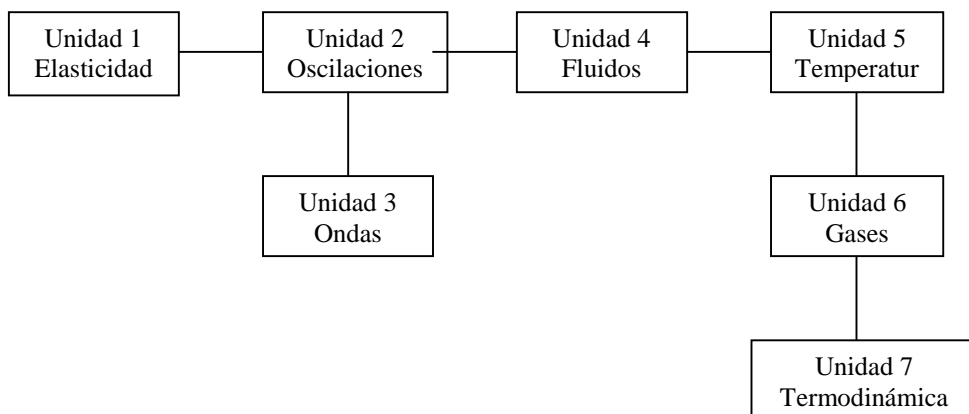 Unidad 1
Elasticidad
Unidad 2
Oscilaciones
Unidad 4
Fluidos
Unidad 5
Temperatur
Unidad 3
Ondas
Unidad 6
Gases
Unidad 7
Termodinámica